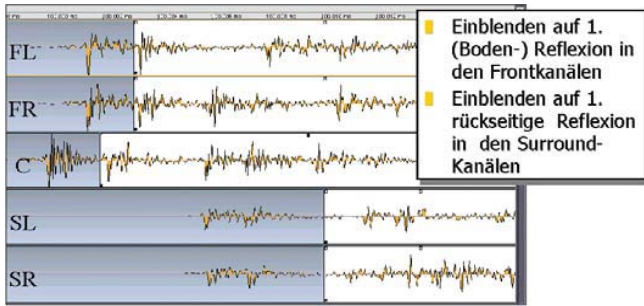 FL
FR
C
SL
SR
Einblenden auf 1.
(Boden-) Reflexion in
den Frontkanälen
Einblenden auf 1.
rückseitige Reflexion
in den Surround-
Kanälen